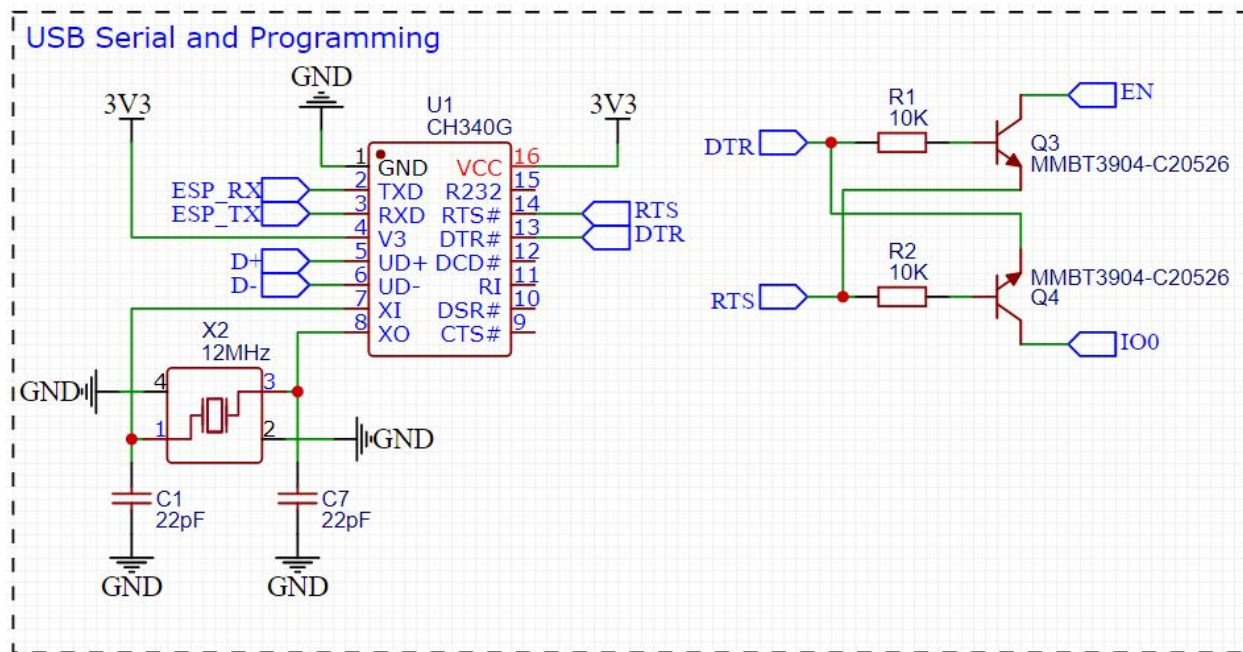 USB Serial and Programming
GND
3V3
U1
CH340G
3V3
1
GND
VCC
16
ESP_RX
2
TXD
R232
15
ESP_TX
3
RXD
RTS#
14
RTS
4
V3
DTR#
13
DTR
D+
5
UD+
DCD#
12
D-
6
UD-
RI
11
7
XI
DSR#
10
8
XO
CTS#
9
X2
12MHz
GND
4
3
1
2
GND
C1
22pF
C7
22pF
GND
GND
R1
10K
EN
DTR
Q3
MMBT3904-C20526
R2
10K
MMBT3904-C20526
Q4
RTS
IO0